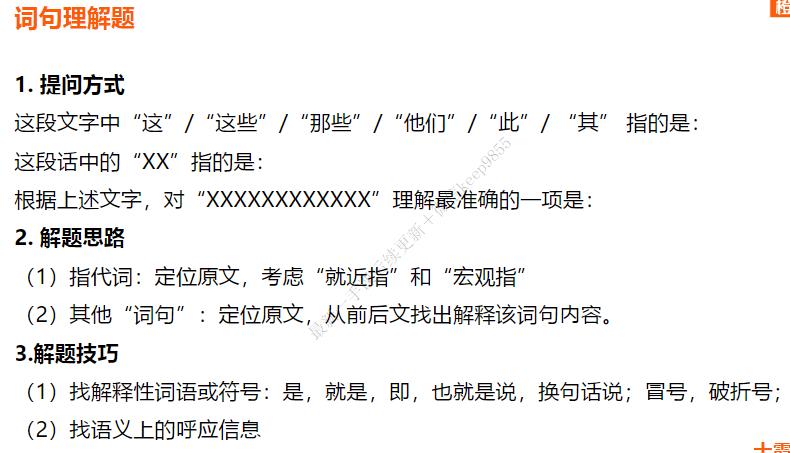 词句理解题
橙
1. 提问方式
这段文字中“这”/“这些”/“那些”/“他们”/“此”/ “其” 指的是：
这段话中的“XX”指的是：
根据上述文字，对“XXXXXXXXXXXXX”理解最准确的一项是：
2. 解题思路
（1）指代词：定位原文，考虑“就近指”和“宏观指”
（2）其他“词句”：定位原文，从前后文找出解释该词句内容。
3.解题技巧
（1）找解释性词语或符号：是，就是，即，也就是说，换句话说；冒号，破折号；
（2）找语义上的呼应信息